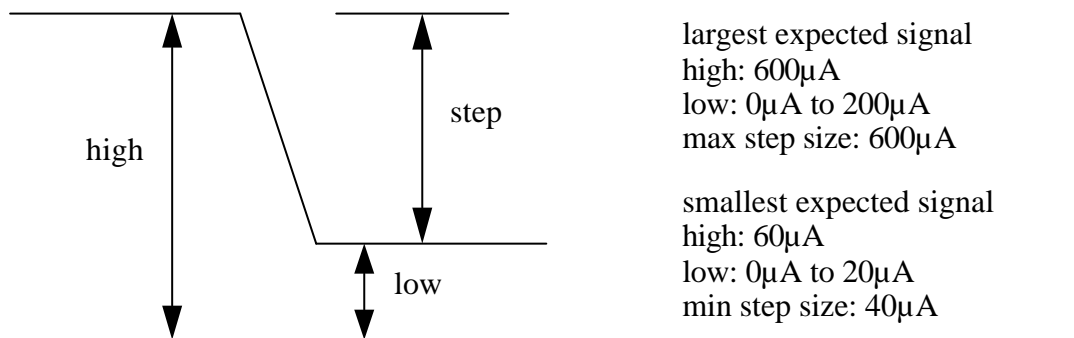 high
step
low
largest expected signal
high: 600µA
low: 0µA to 200µA
max step size: 600µA
smallest expected signal
high: 60µA
low: 0µA to 20µA
min step size: 40µA